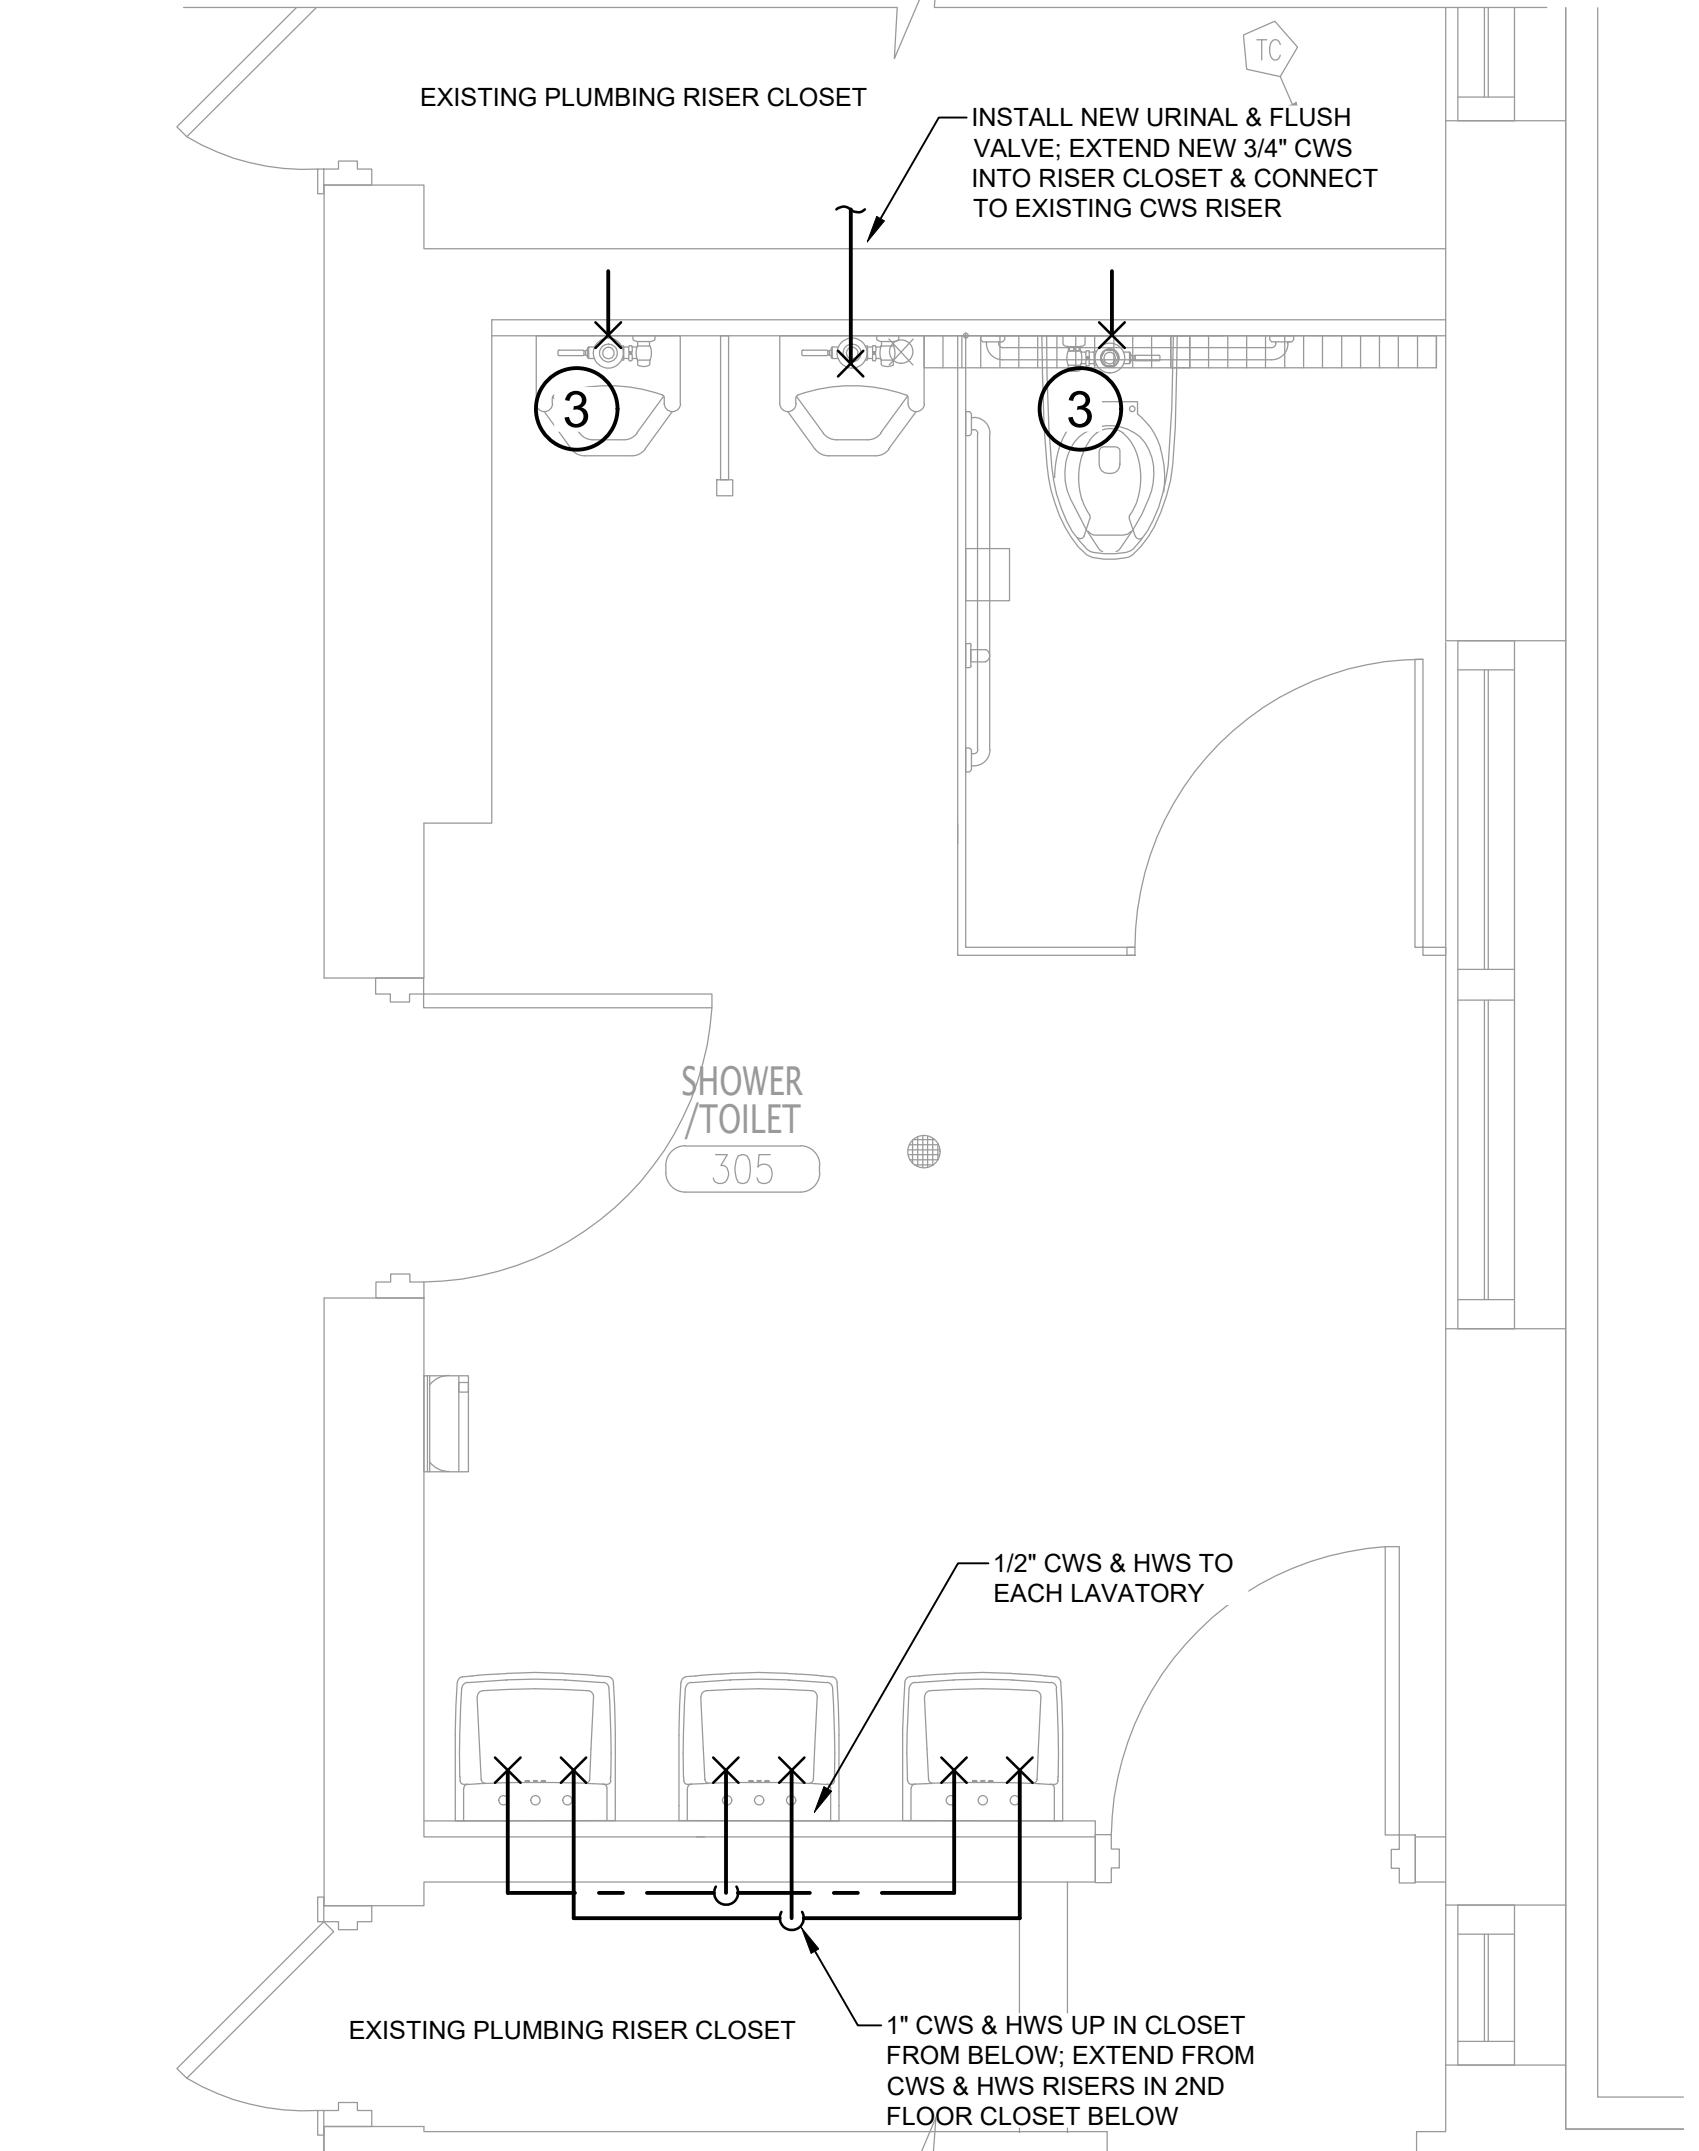 TC
EXISTING PLUMBING RISER CLOSET
INSTALL NEW URINAL & FLUSH
VALVE; EXTEND NEW 3/4" CWS
INTO RISER CLOSET & CONNECT
TO EXISTING CWS RISER
3
3
SHOWER
/TOILET
305
1/2" CWS & HWS TO
EACH LAVATORY
EXISTING PLUMBING RISER CLOSET
1" CWS & HWS UP IN CLOSET
FROM BELOW; EXTEND FROM
CWS & HWS RISERS IN 2ND
FLOOR CLOSET BELOW